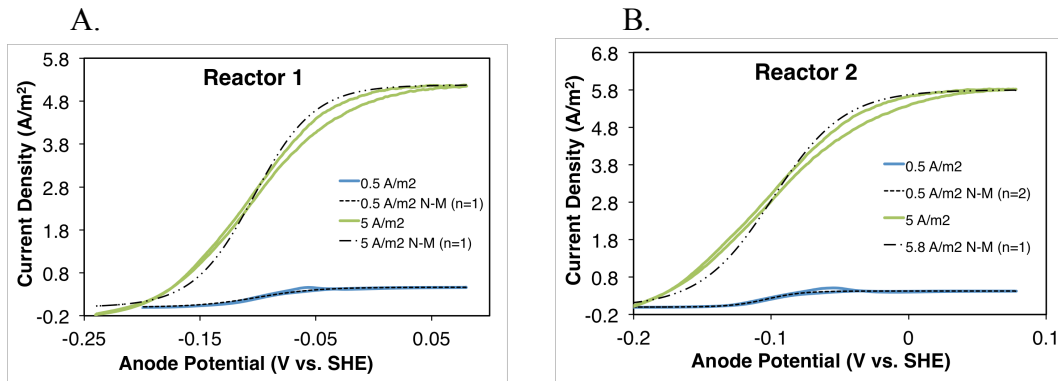 A.
B.
Reactor 1
Current Density (A/m²)
5.8
4.8
3.8
2.8
1.8
0.8
-0.2
0.5 A/m2
0.5 A/m2 N-M (n=1)
5 A/m2
5 A/m2 N-M (n=1)
-0.25
-0.15
-0.05
0.05
Anode Potential (V vs. SHE)
Reactor 2
Current Density (A/m²)
6.8
5.8
4.8
3.8
2.8
1.8
0.8
-0.2
0.5 A/m2
0.5 A/m2 N-M (n=2)
5 A/m2
5.8 A/m2 N-M (n=1)
-0.2
-0.1
0
0.1
Anode Potential (V vs. SHE)